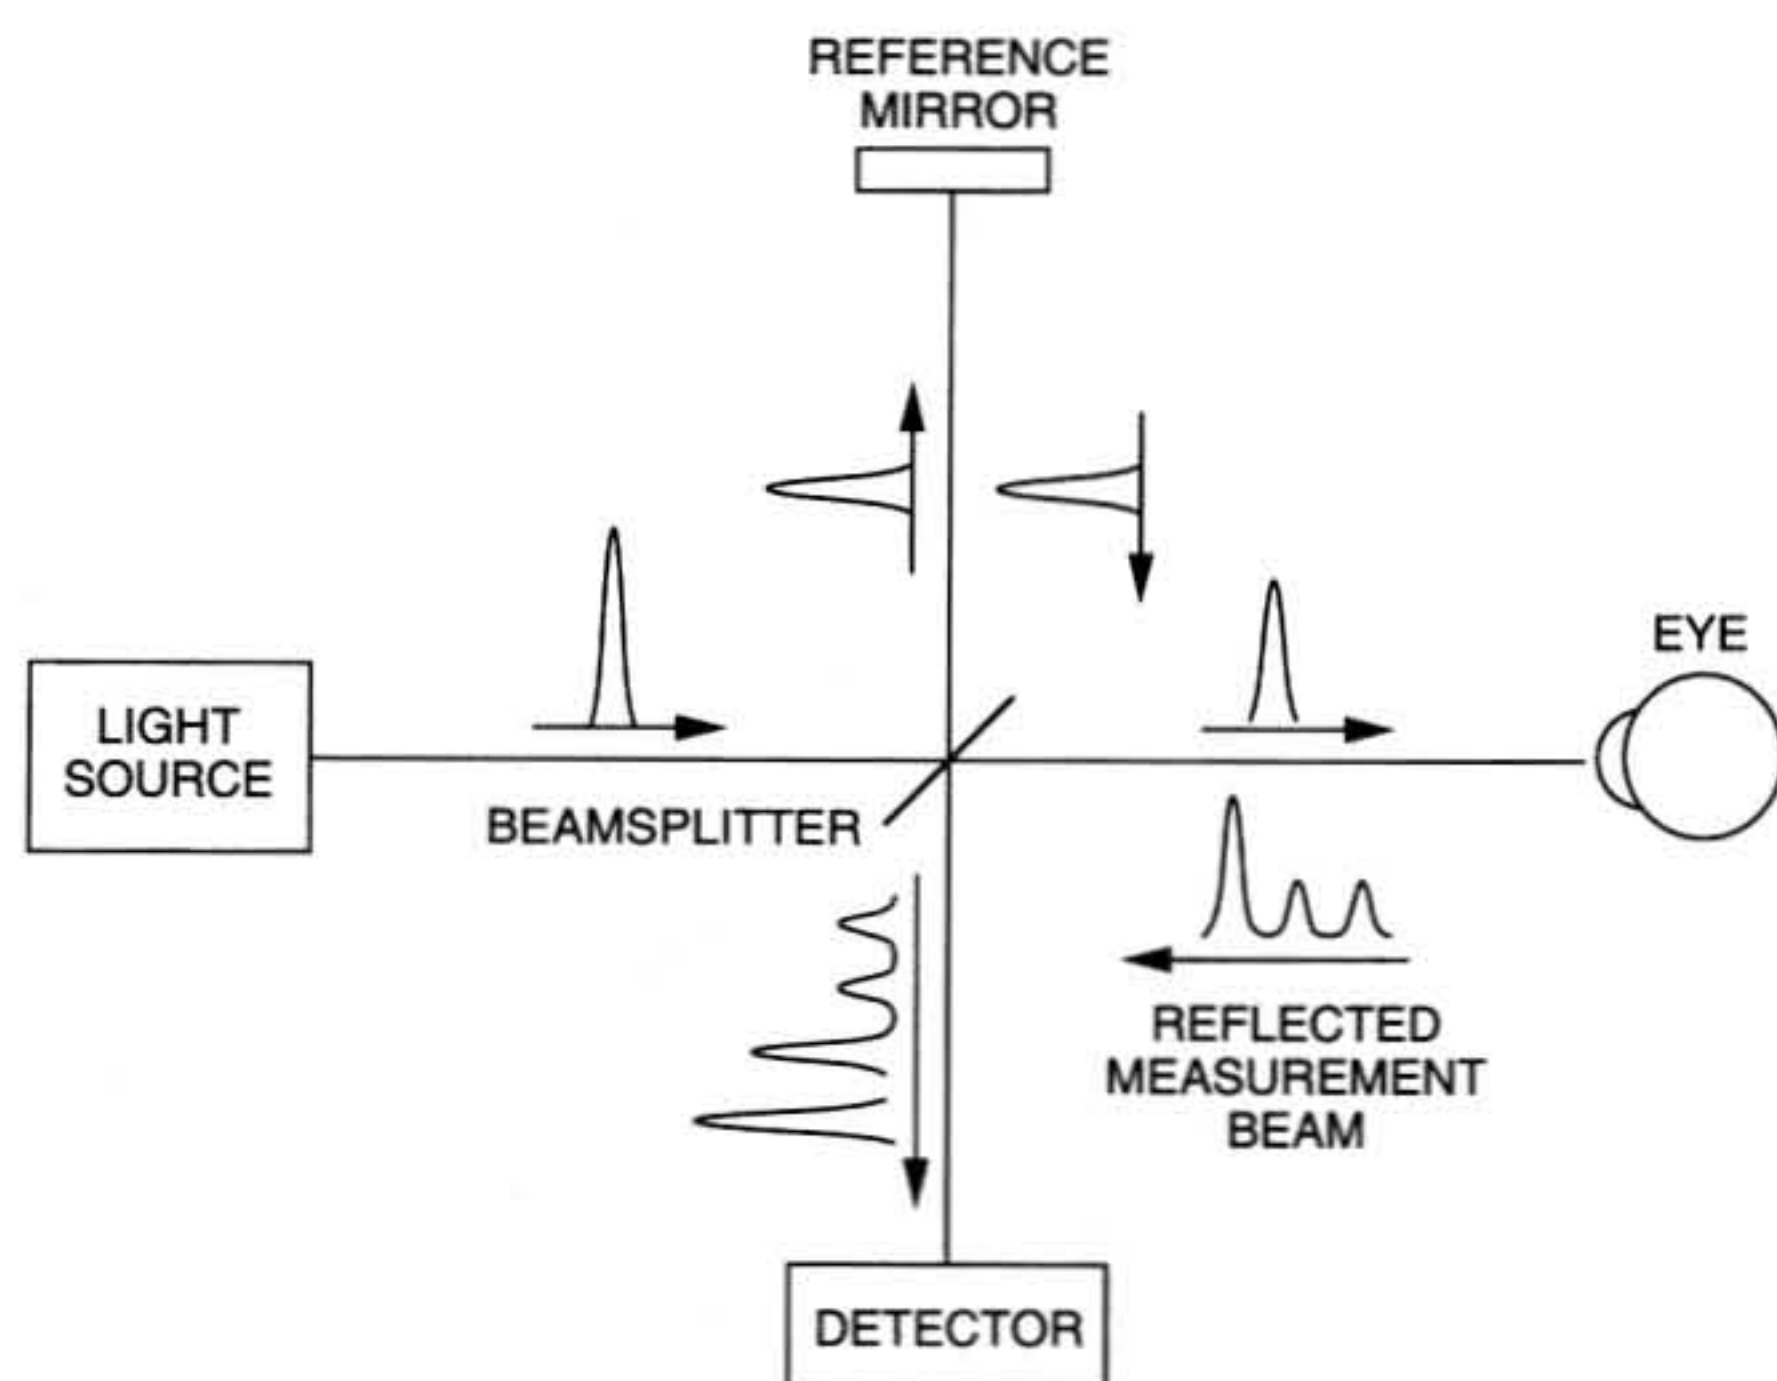 REFERENCE
MIRROR
EYE
LIGHT
SOURCE
BEAMSPLITTER
REFLECTED
MEASUREMENT
BEAM
DETECTOR